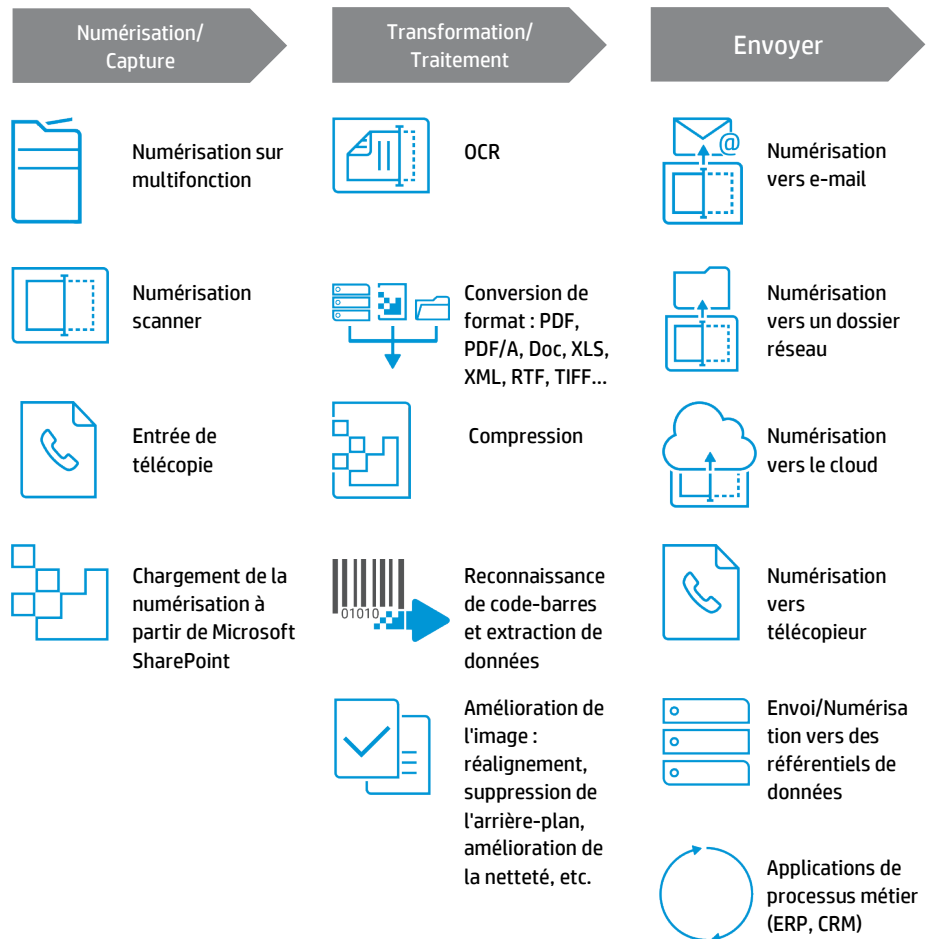 Numérisation/
Capture
Numérisation sur
multifonction
Numérisation
scanner
Entrée de
télécopie
Chargement de la
numérisation à
partir de Microsoft
SharePoint
Transformation/
Traitement
OCR
Conversion de
format : PDF,
PDF/A, Doc, XLS,
XML, RTF, TIFF...
Compression
01010
Reconnaissance
de code-barres
et extraction de
données
Amélioration de
l'image :
réalignement,
suppression de
l'arrière-plan,
amélioration de
la netteté, etc.
Envoyer
@
Numérisation
vers e-mail
Numérisation
vers un dossier
réseau
Numérisation
vers le cloud
Numérisation
vers
télécopieur
Envoi/Numérisa
tion vers des
référentiels de
données
Applications de
processus métier
(ERP, CRM)